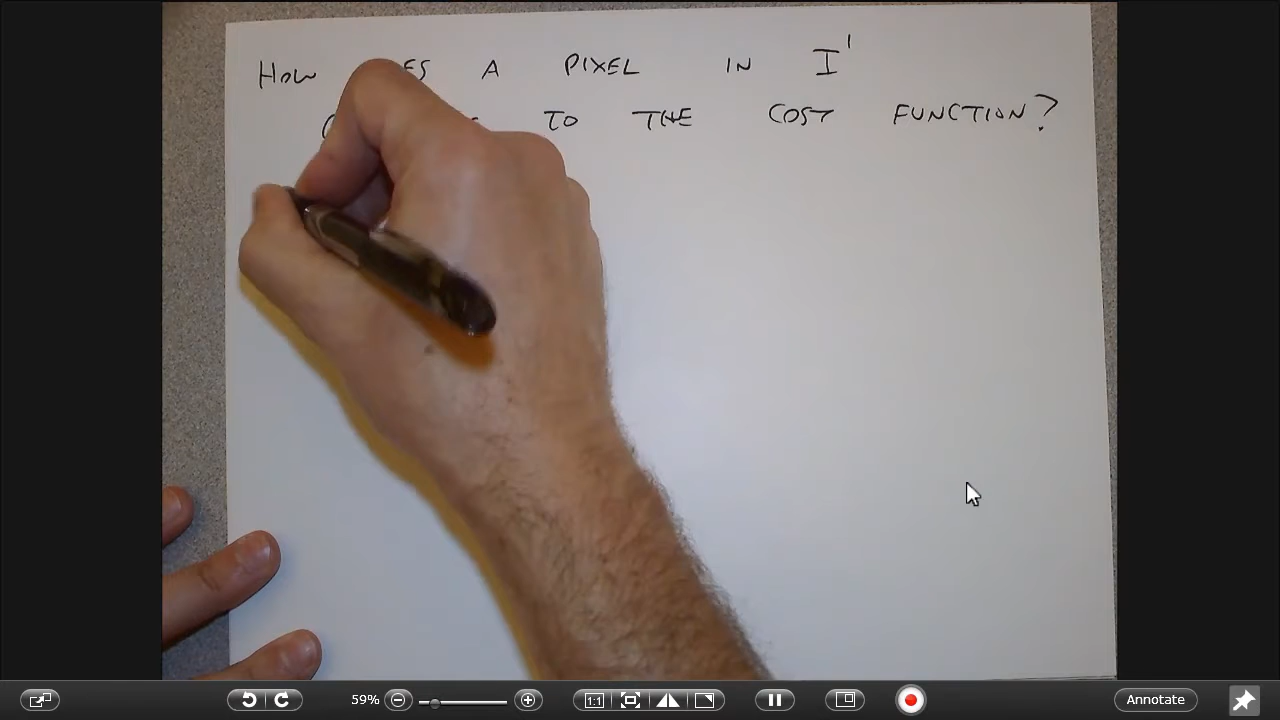 HOW A PIXEL IN I'
TO THE COST FUNCTION?
59%
1:1
Annotate